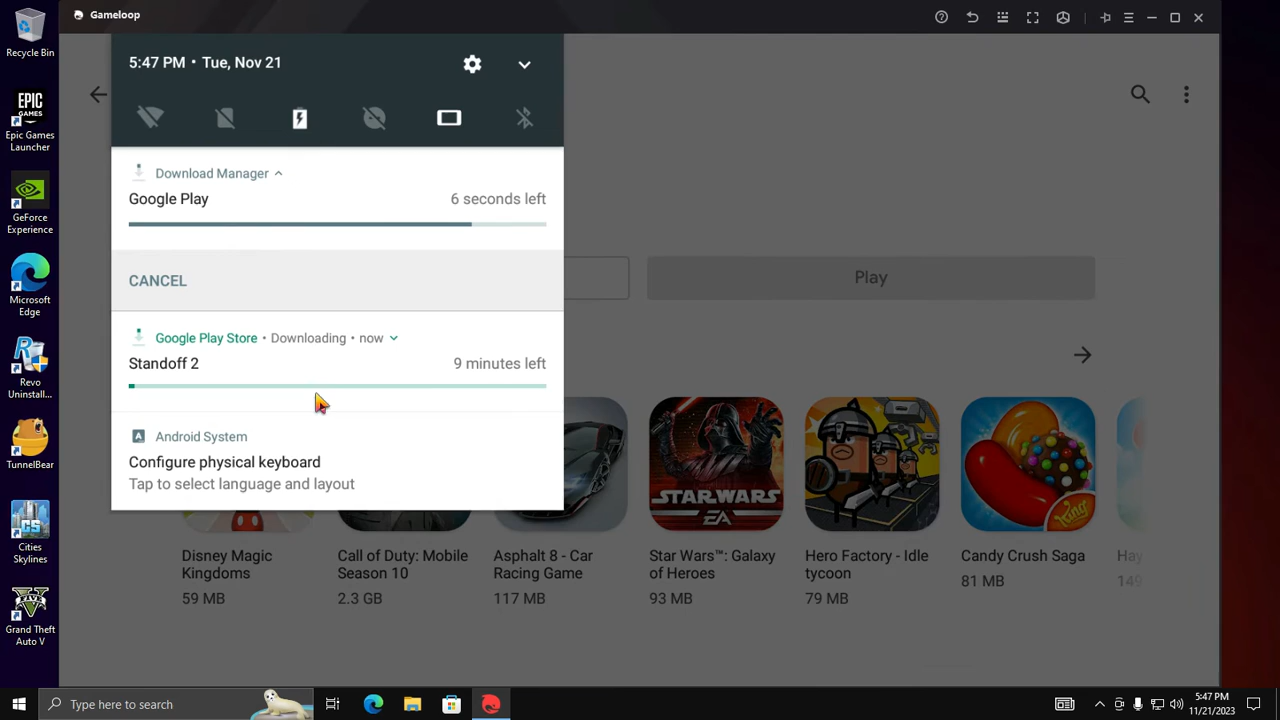 Gameloop
Recycle Bin
Epic Games
Launcher
GeForce
Experience
Microsoft
Edge
Revo
Uninstall...
TunnelBear
Cities
Skylines
Grand Theft
Auto V
5:47 PM • Tue, Nov 21
Download Manager
Google Play
6 seconds left
CANCEL
Google Play Store • Downloading • now
Standoff 2
9 minutes left
Android System
Configure physical keyboard
Tap to select language and layout
Play
STAR WARS
EA
King
Disney Magic
Kingdoms
59 MB
Call of Duty: Mobile
Season 10
2.3 GB
Asphalt 8 - Car
Racing Game
117 MB
Star Wars™: Galaxy
of Heroes
93 MB
Hero Factory - Idle
tycoon
79 MB
Candy Crush Saga
81 MB
Hay
149
Type here to search
5:47 PM
11/21/2023